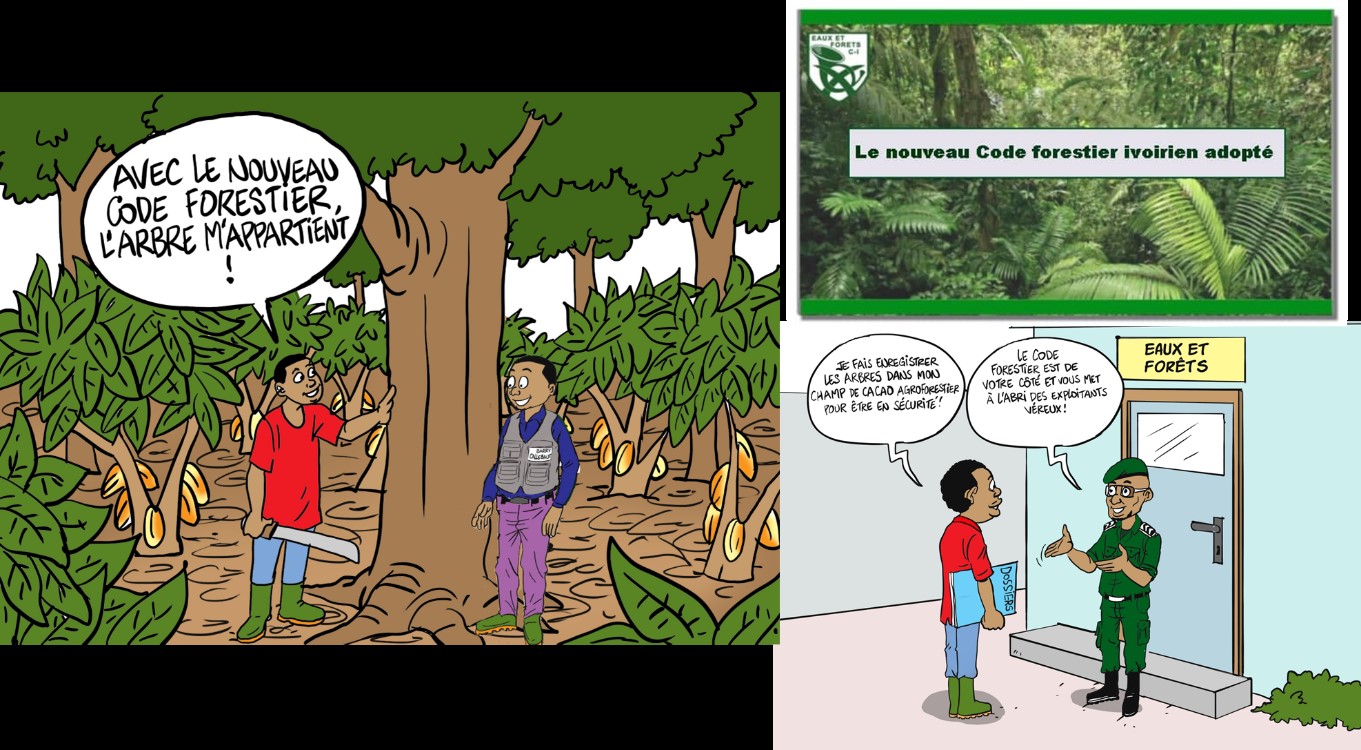 AVEC LE NOUVEAU
CODE FORESTIER,
L'ARBRE M'APPARTIENT
!
BARRY
CALLEBAUT
EAUX ET
FORETS
C-I
Le nouveau Code forestier ivoirien adopté
JE FAIS ENREGISTRER
LES ARBRES DANS MON
CHAMP DE CACAO AGROFORESTIER
POUR ÊTRE EN SÉCURITÉ!
LE CODE
FORESTIER EST DE
VOTRE CÔTÉ ET VOUS MET
À L'ABRI DES EXPLOITANTS
VÉREUX!
EAUX ET
FORÊTS
DOSSIERS